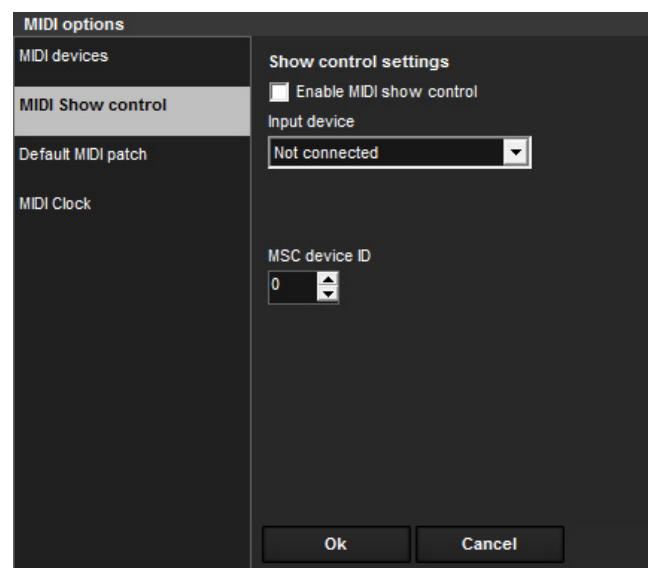 MIDI options
MIDI devices
MIDI Show control
Default MIDI patch
MIDI Clock
Show control settings
Enable MIDI show control
Input device
Not connected
MSC device ID
0
Ok
Cancel